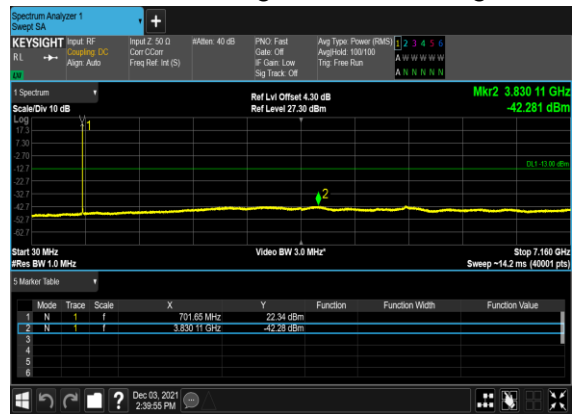 Spectrum Analyzer 1
Swept SA
+
KEYSIGHT Input: RF Input Z: 50 Ω #Atten: 40 dB PNO: Fast Avg Type: Power (RMS) 1 2 3 4 5 6
RL Coupling: DC Corr CCorr Gate: Off Avg|Hold: 100/100 A W W W W W
Align: Auto Freq Ref: Int (S) IF Gain: Low Trig: Free Run
LW Sig Track: Off A N N N N N
1 Spectrum Ref Lvl Offset 4.30 dB Mkr2 3.830 11 GHz
Scale/Div 10 dB Ref Level 27.30 dBm -42.281 dBm
Log
1
17.3
7.30
-2.70
-12.7 DL1 -13.00 dBm
-22.7
-32.7 2
-42.7
-52.7
-62.7
Start 30 MHz Video BW 3.0 MHz* Stop 7.160 GHz
#Res BW 1.0 MHz Sweep ~14.2 ms (40001 pts)
5 Marker Table
Mode Trace Scale X Y Function Function Width Function Value
1 N 1 f 701.65 MHz 22.34 dBm
2 N 1 f 3.830 11 GHz -42.28 dBm
3
4
5
6
? Dec 03, 2021
2:39:55 PM